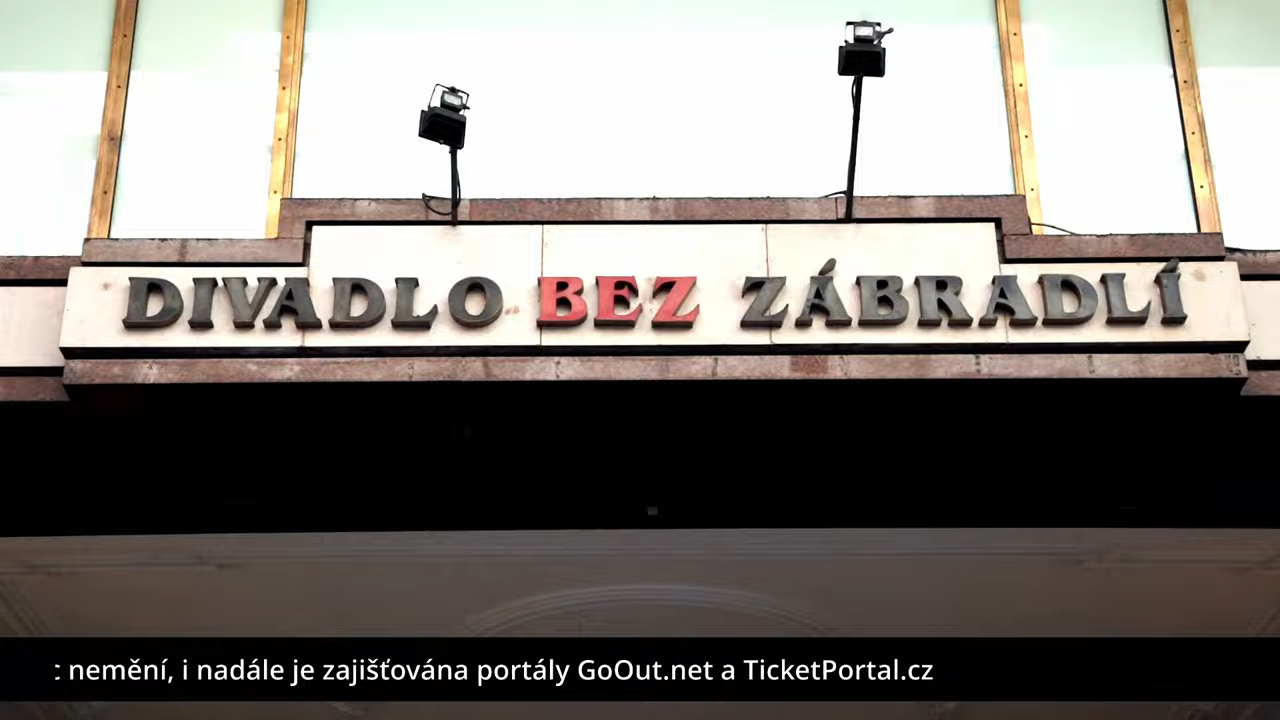 DIVADLO BEZ ZÁBRADLÍ
nemění, i nadále je zajišťována portály GoOut.net a TicketPortal.cz